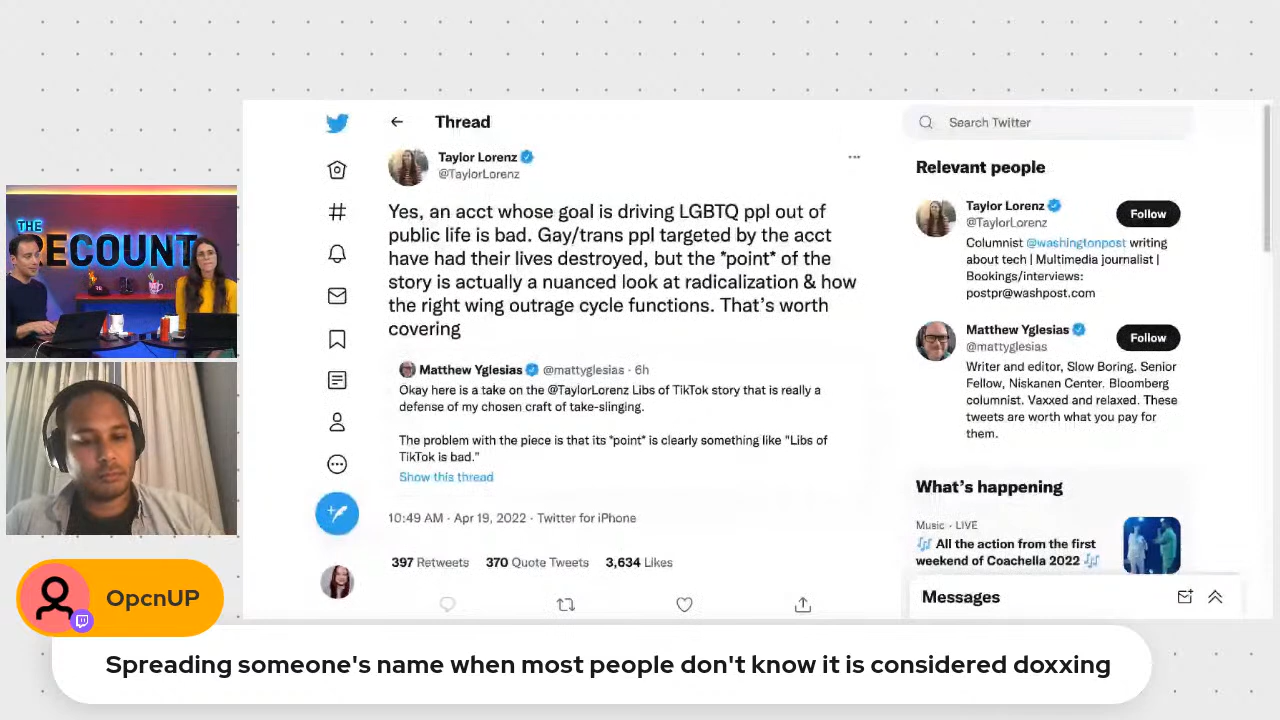 Thread
Search Twitter
Taylor Lorenz
@TaylorLorenz
Yes, an acct whose goal is driving LGBTQ ppl out of
public life is bad. Gay/trans ppl targeted by the acct
have had their lives destroyed, but the *point* of the
story is actually a nuanced look at radicalization & how
the right wing outrage cycle functions. That's worth
covering
Matthew Yglesias @mattyglesias · 6h
Okay here is a take on the @TaylorLorenz Libs of TikTok story that is really a
defense of my chosen craft of take-slinging.
The problem with the piece is that its *point* is clearly something like "Libs of
TikTok is bad."
Show this thread
10:49 AM · Apr 19, 2022 · Twitter for iPhone
397 Retweets 370 Quote Tweets 3,634 Likes
Relevant people
Taylor Lorenz
@TaylorLorenz
Follow
Columnist @washingtonpost writing
about tech | Multimedia journalist |
Bookings/interviews:
postpr@washpost.com
Matthew Yglesias
@mattyglesias
Follow
Writer and editor, Slow Boring. Senior
Fellow, Niskanen Center. Bloomberg
columnist. Vaxxed and relaxed. These
tweets are worth what you pay for
them.
What's happening
Music · LIVE
🎶 All the action from the first
weekend of Coachella 2022 🎶
Messages
THE
RECOUNT
OpcnUP
Spreading someone's name when most people don't know it is considered doxxing